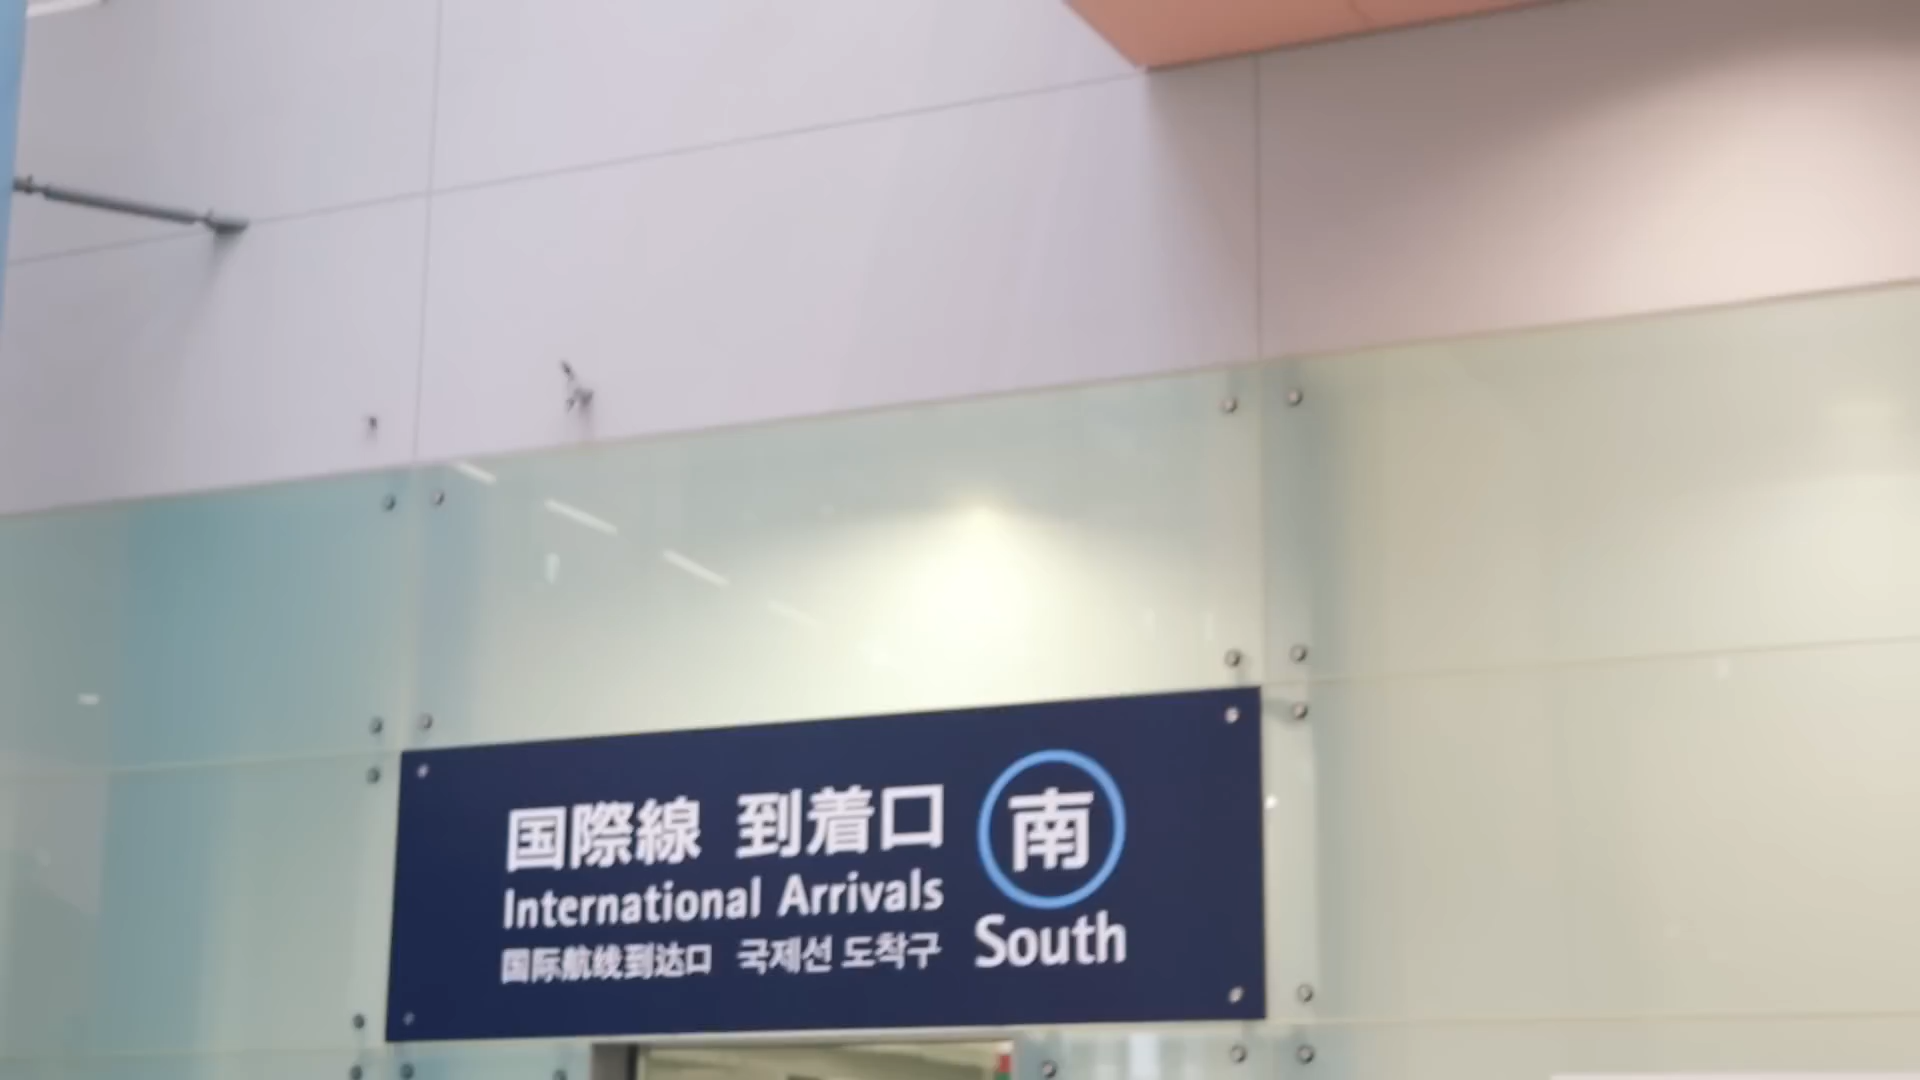 国際線 到着口
International Arrivals
国际航线到达口 국제선 도착구
南
South